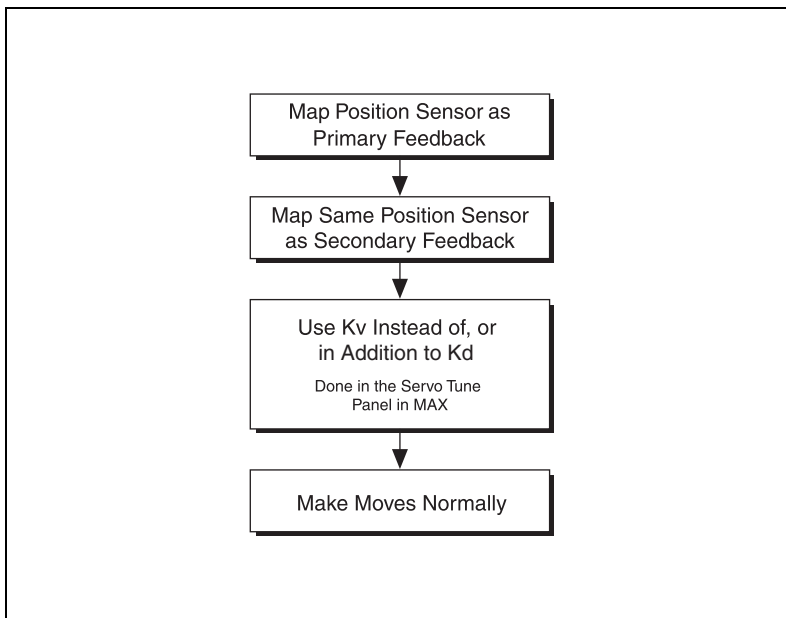 Map Position Sensor as
Primary Feedback
Map Same Position Sensor
as Secondary Feedback
Use Kv Instead of, or
in Addition to Kd
Done in the Servo Tune
Panel in MAX
Make Moves Normally